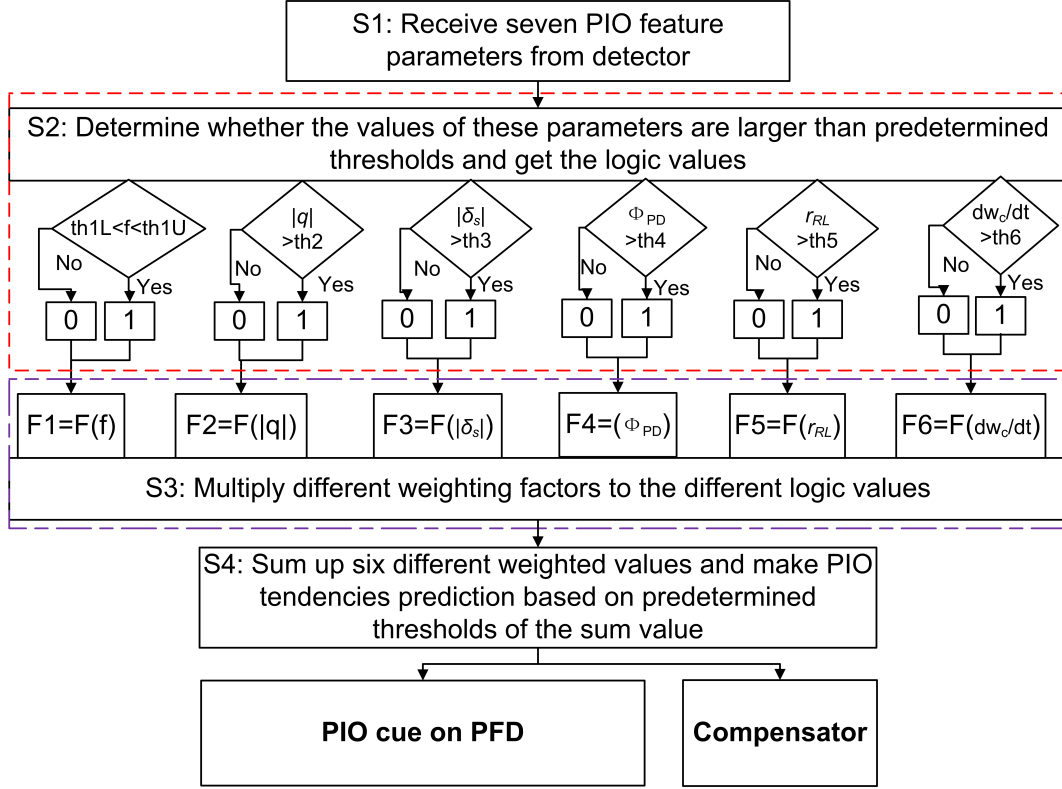 S1: Receive seven PIO feature
parameters from detector
S2: Determine whether the values of these parameters are larger than predetermined
thresholds and get the logic values
th1L<f<th1U
No
Yes
0
1
|q|
>th2
No
Yes
0
1
|δs|
>th3
No
Yes
0
1
ΦPD
>th4
No
Yes
0
1
rRL
>th5
No
Yes
0
1
dwc/dt
>th6
No
Yes
0
1
F1=F(f)
F2=F(|q|)
F3=F(|δs|)
F4=(ΦPD)
F5=F(rRL)
F6=F(dwc/dt)
S3: Multiply different weighting factors to the different logic values
S4: Sum up six different weighted values and make PIO
tendencies prediction based on predetermined
thresholds of the sum value
PIO cue on PFD
Compensator